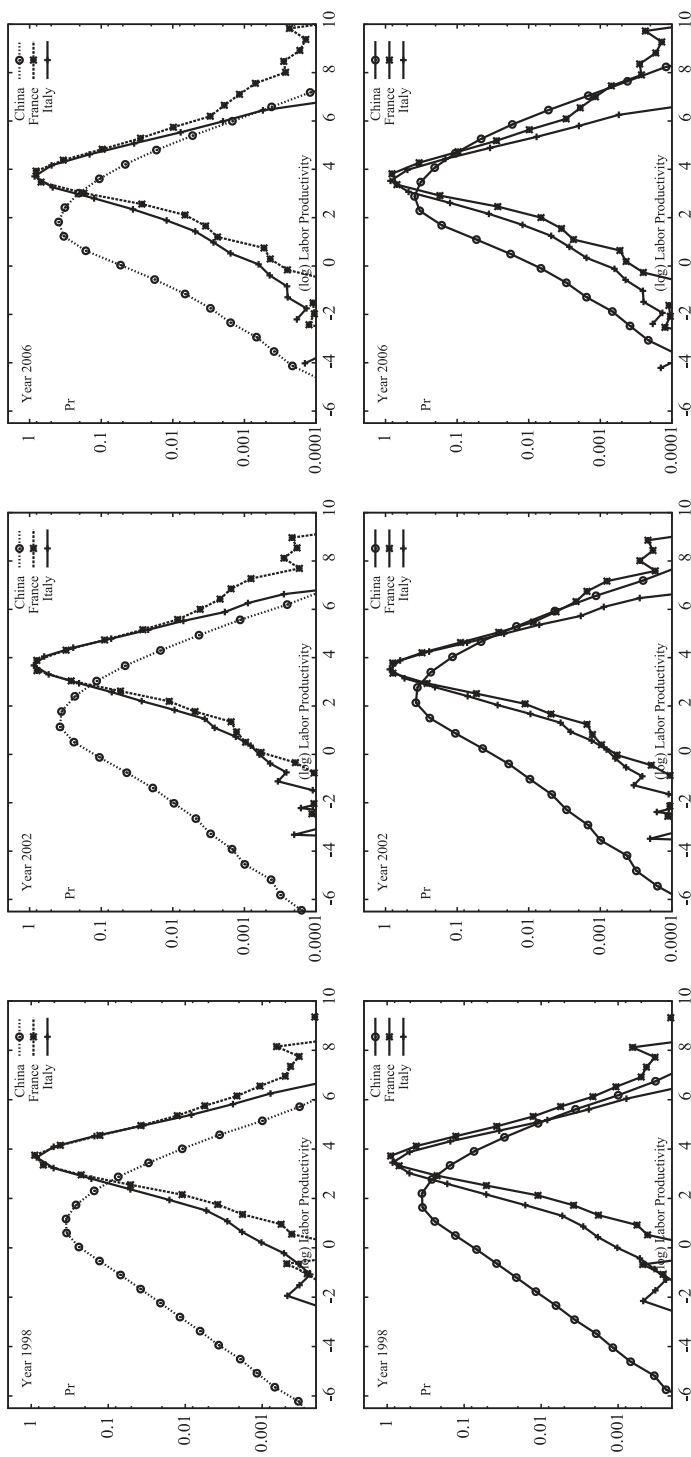 Year 1998
China
France
Italy
Pr
1
0.1
0.01
0.001
-6 -4 -2 0 2 4 6 8 10
(log) Labor Productivity
Year 2002
China
France
Italy
Pr
1
0.1
0.01
0.001
0.0001
-6 -4 -2 0 2 4 6 8 10
(log) Labor Productivity
Year 2006
China
France
Italy
Pr
1
0.1
0.01
0.001
0.0001
-6 -4 -2 0 2 4 6 8 10
(log) Labor Productivity
Year 1998
China
France
Italy
Pr
1
0.1
0.01
0.001
-6 -4 -2 0 2 4 6 8 10
(log) Labor Productivity
Year 2002
China
France
Italy
Pr
1
0.1
0.01
0.001
0.0001
-6 -4 -2 0 2 4 6 8 10
(log) Labor Productivity
Year 2006
China
France
Italy
Pr
1
0.1
0.01
0.001
0.0001
-6 -4 -2 0 2 4 6 8 10
(log) Labor Productivity